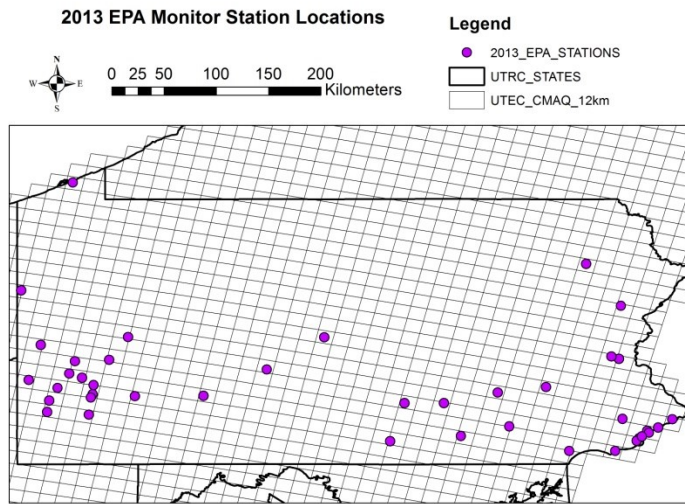 2013 EPA Monitor Station Locations
N
W
E
S
0 25 50 100 150 200
Kilometers
Legend
2013_EPA_STATIONS
UTRC_STATES
UTEC_CMAQ_12km